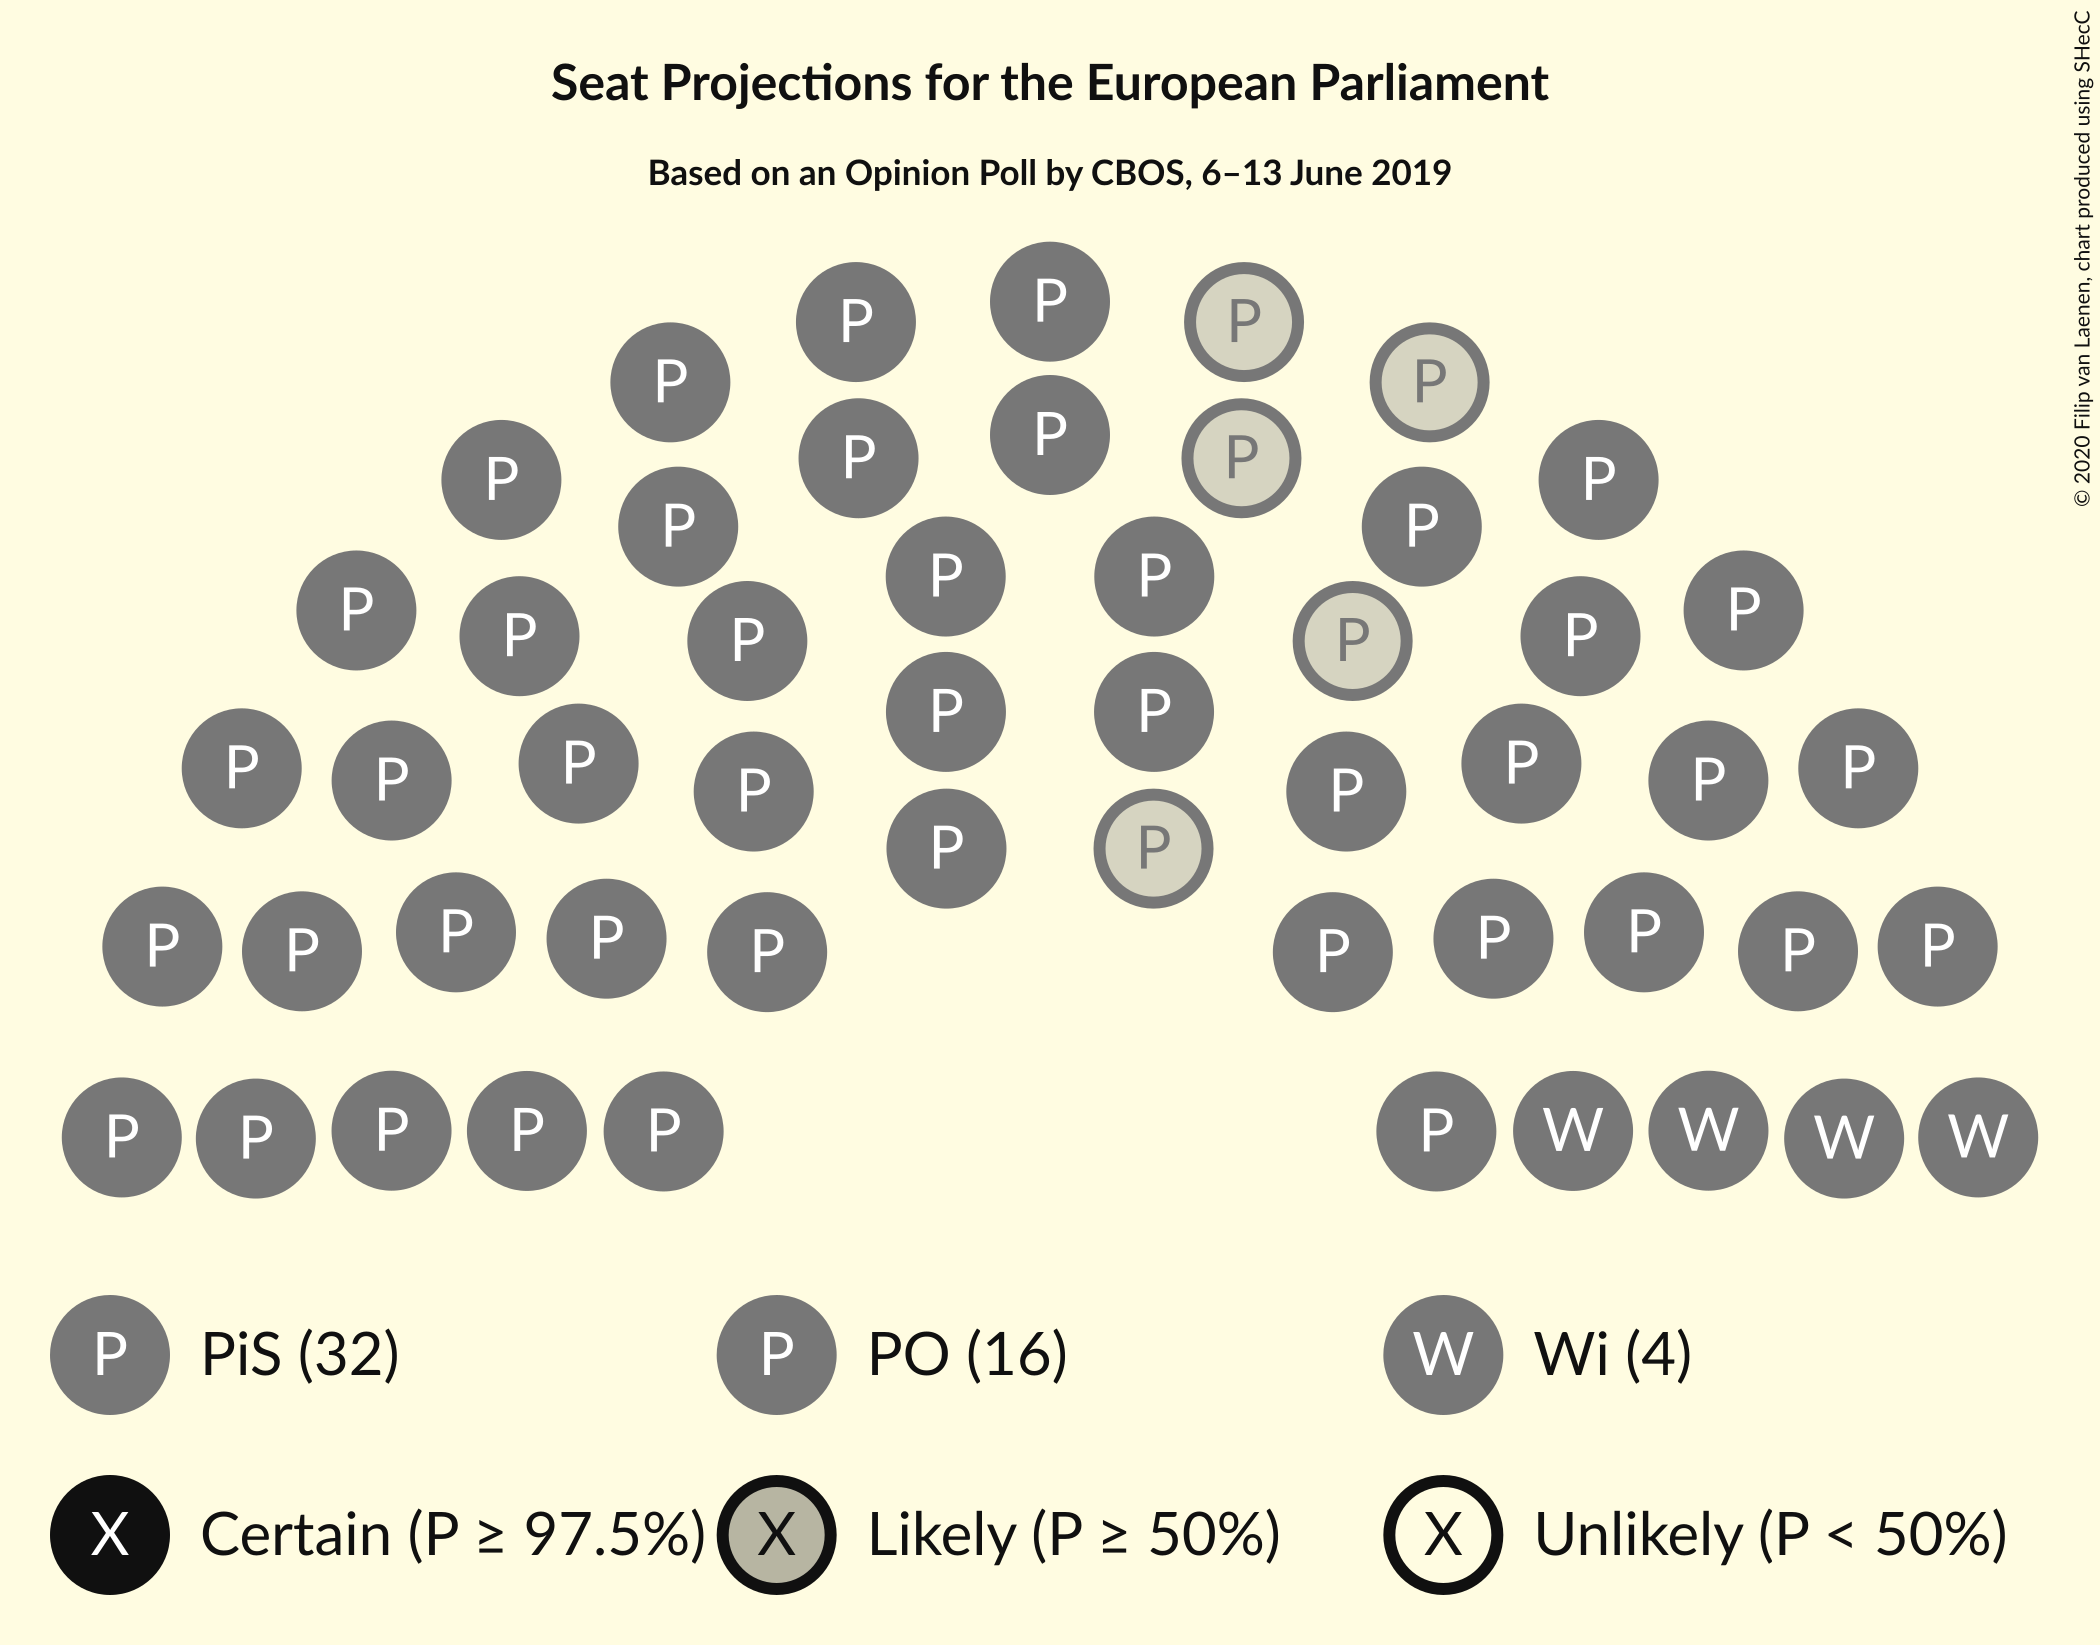 Seat Projections for the European Parliament
Based on an Opinion Poll by CBOS, 6–13 June 2019
© 2020 Filip van Laenen, chart produced using SHecC
P
P P
P P
P
P P
P P
P P
P P
P P
P P
P P
P P
P P
P P
P P
P P P P
P P
P P
P P P P
P P
P P P P
P P P P
P P
P P P P P P W W
P P W W
P PiS (32) P PO (16) W Wi (4)
X Certain (P ≥ 97.5%) X Likely (P ≥ 50%) X Unlikely (P < 50%)